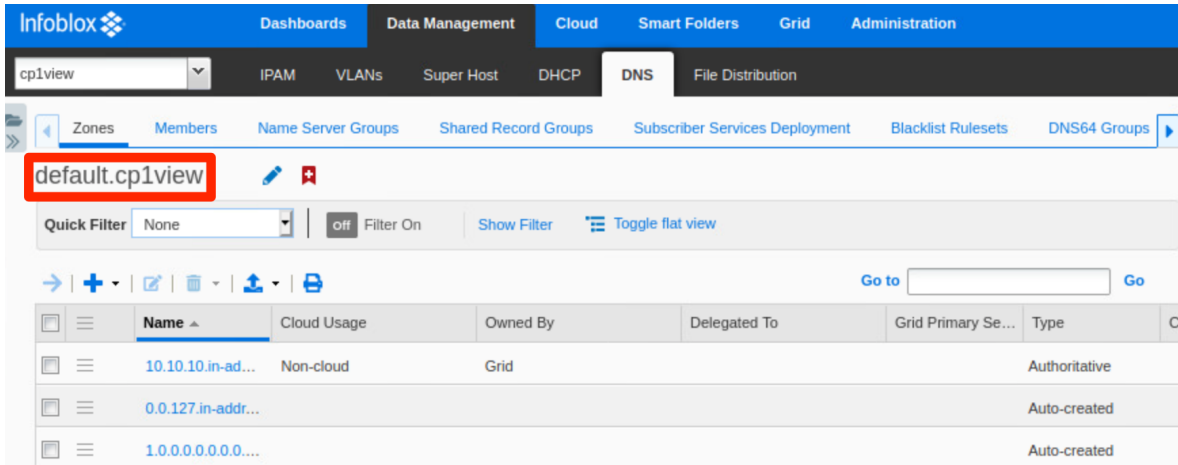 Infoblox Dashboards Data Management Cloud Smart Folders Grid Administration
cp1view IPAM VLANs Super Host DHCP DNS File Distribution
Zones Members Name Server Groups Shared Record Groups Subscriber Services Deployment Blacklist Rulesets DNS64 Groups
default.cp1view
Quick Filter None Off Filter On Show Filter Toggle flat view
Go to Go
Name Cloud Usage Owned By Delegated To Grid Primary Se... Type C
10.10.10.in-ad... Non-cloud Grid Authoritative
0.0.127.in-addr... Auto-created
1.0.0.0.0.0.0.... Auto-created